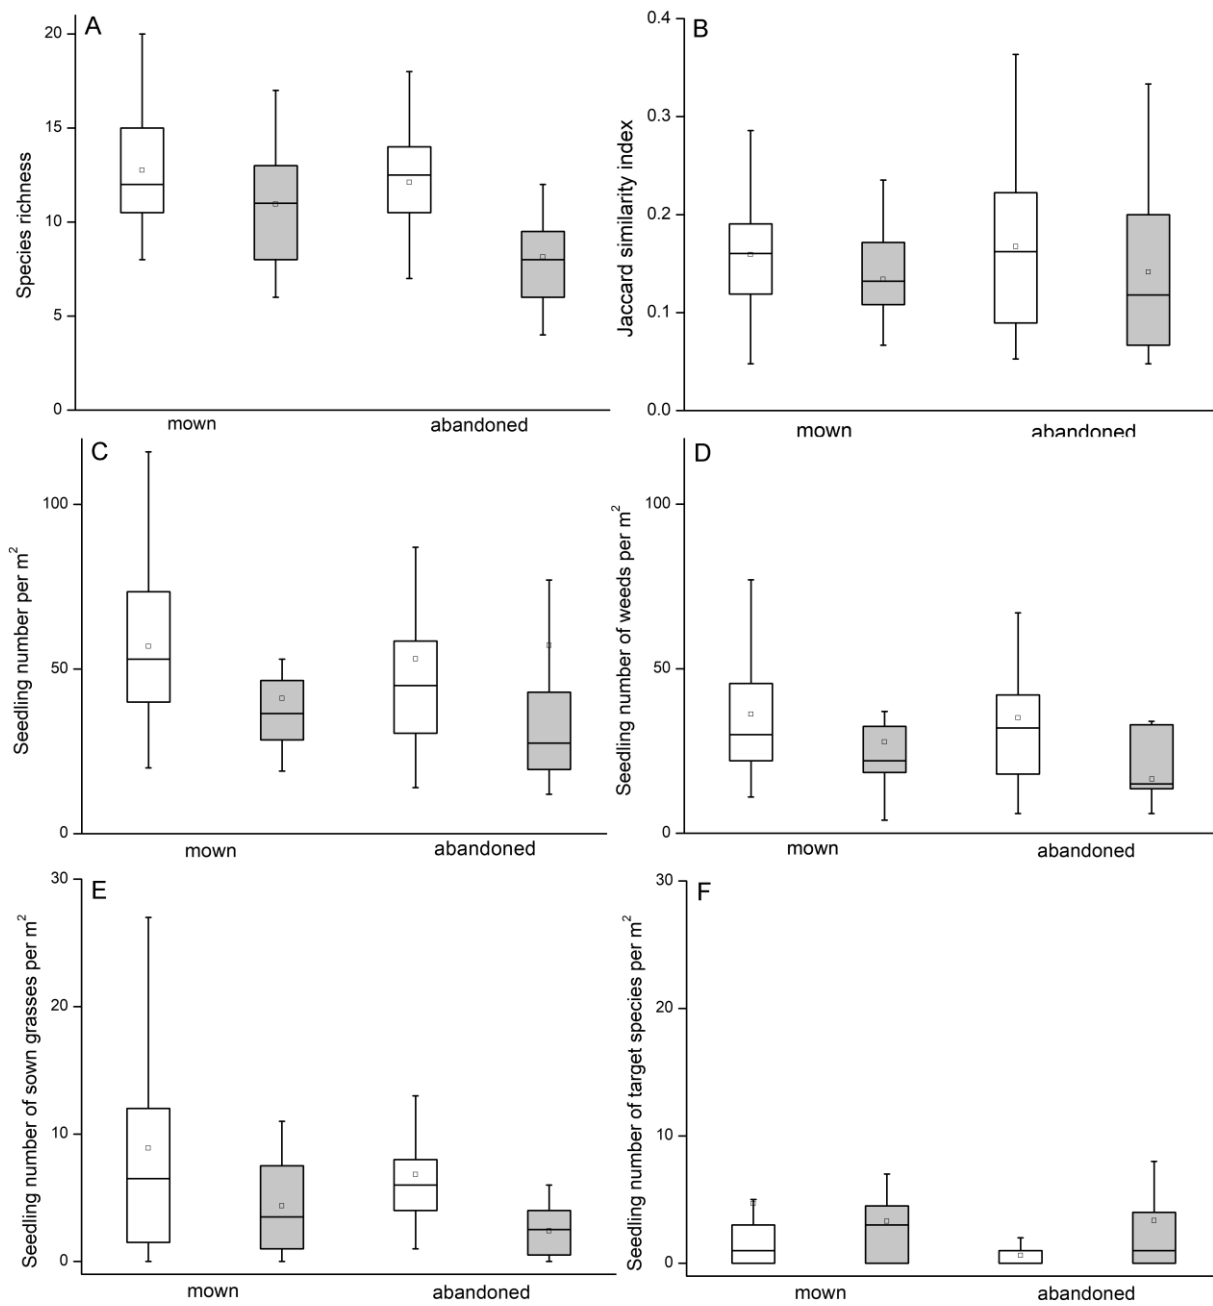 A
Species richness
20
15
10
5
0
mown abandoned
B
Jaccard similarity index
0.4
0.3
0.2
0.1
0.0
mown abandoned
C
Seedling number per m²
100
50
0
mown abandoned
D
Seedling number of weeds per m²
100
50
0
mown abandoned
E
Seedling number of sown grasses per m²
30
20
10
0
mown abandoned
F
Seedling number of target species per m²
30
20
10
0
mown abandoned